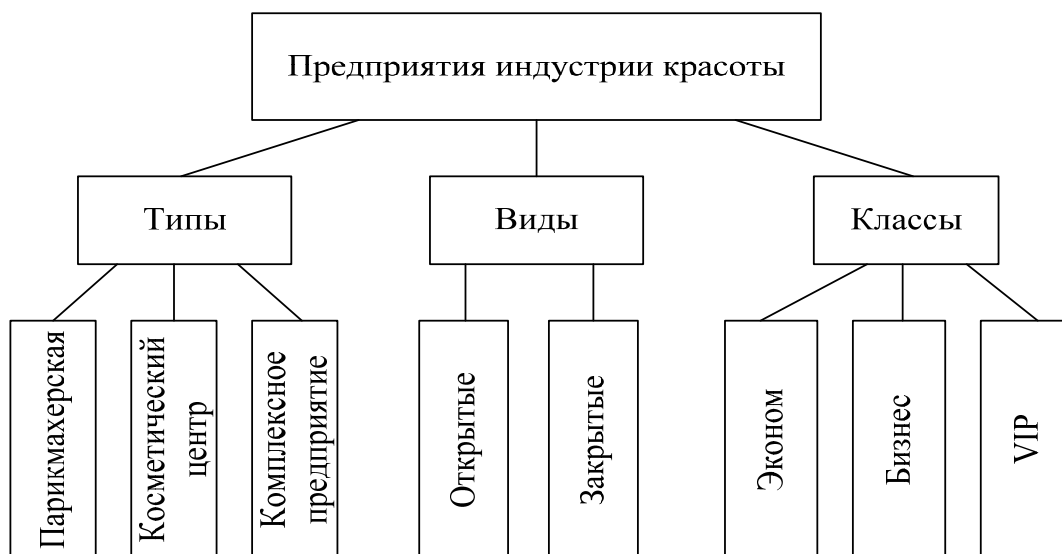 Предприятия индустрии красоты
Типы
Виды
Классы
Парикмахерская
Косметический
центр
Комплексное
предприятие
Открытые
Закрытые
Эконом
Бизнес
VIP